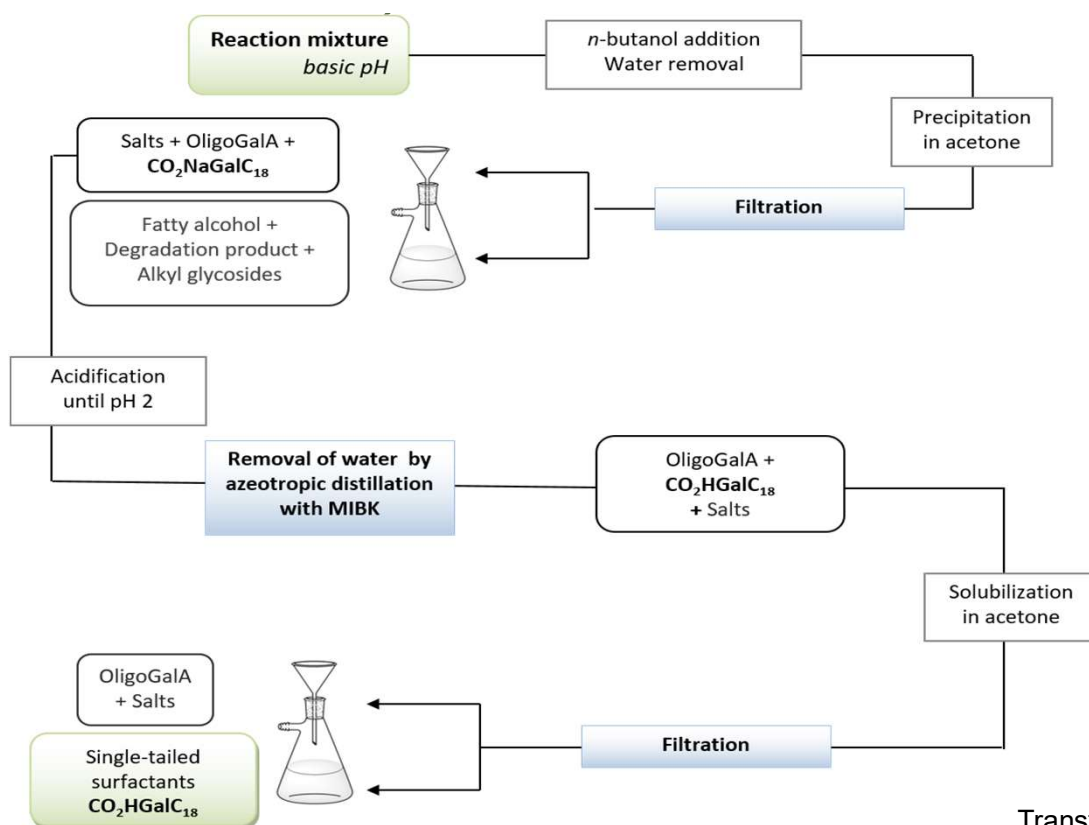 Reaction mixture
basic pH
n-butanol addition
Water removal
Precipitation
in acetone
Salts + OligoGalA +
CO₂NaGalC₁₈
Filtration
Fatty alcohol +
Degradation product +
Alkyl glycosides
Acidification
until pH 2
Removal of water by
azeotropic distillation
with MIBK
OligoGalA +
CO₂HGalC₁₈
+ Salts
Solubilization
in acetone
OligoGalA
+ Salts
Filtration
Single-tailed
surfactants
CO₂HGalC₁₈
Trans